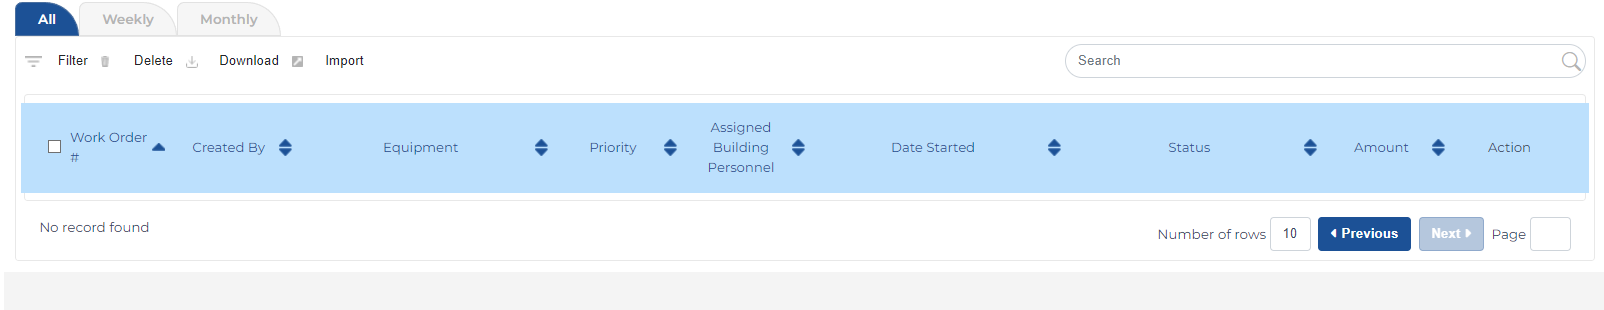 All Weekly Monthly
Filter Delete Download Import Search
Work Order
#
Created By
Equipment
Priority
Assigned
Building
Personnel
Date Started
Status
Amount
Action
No record found
Number of rows 10 Previous Next Page